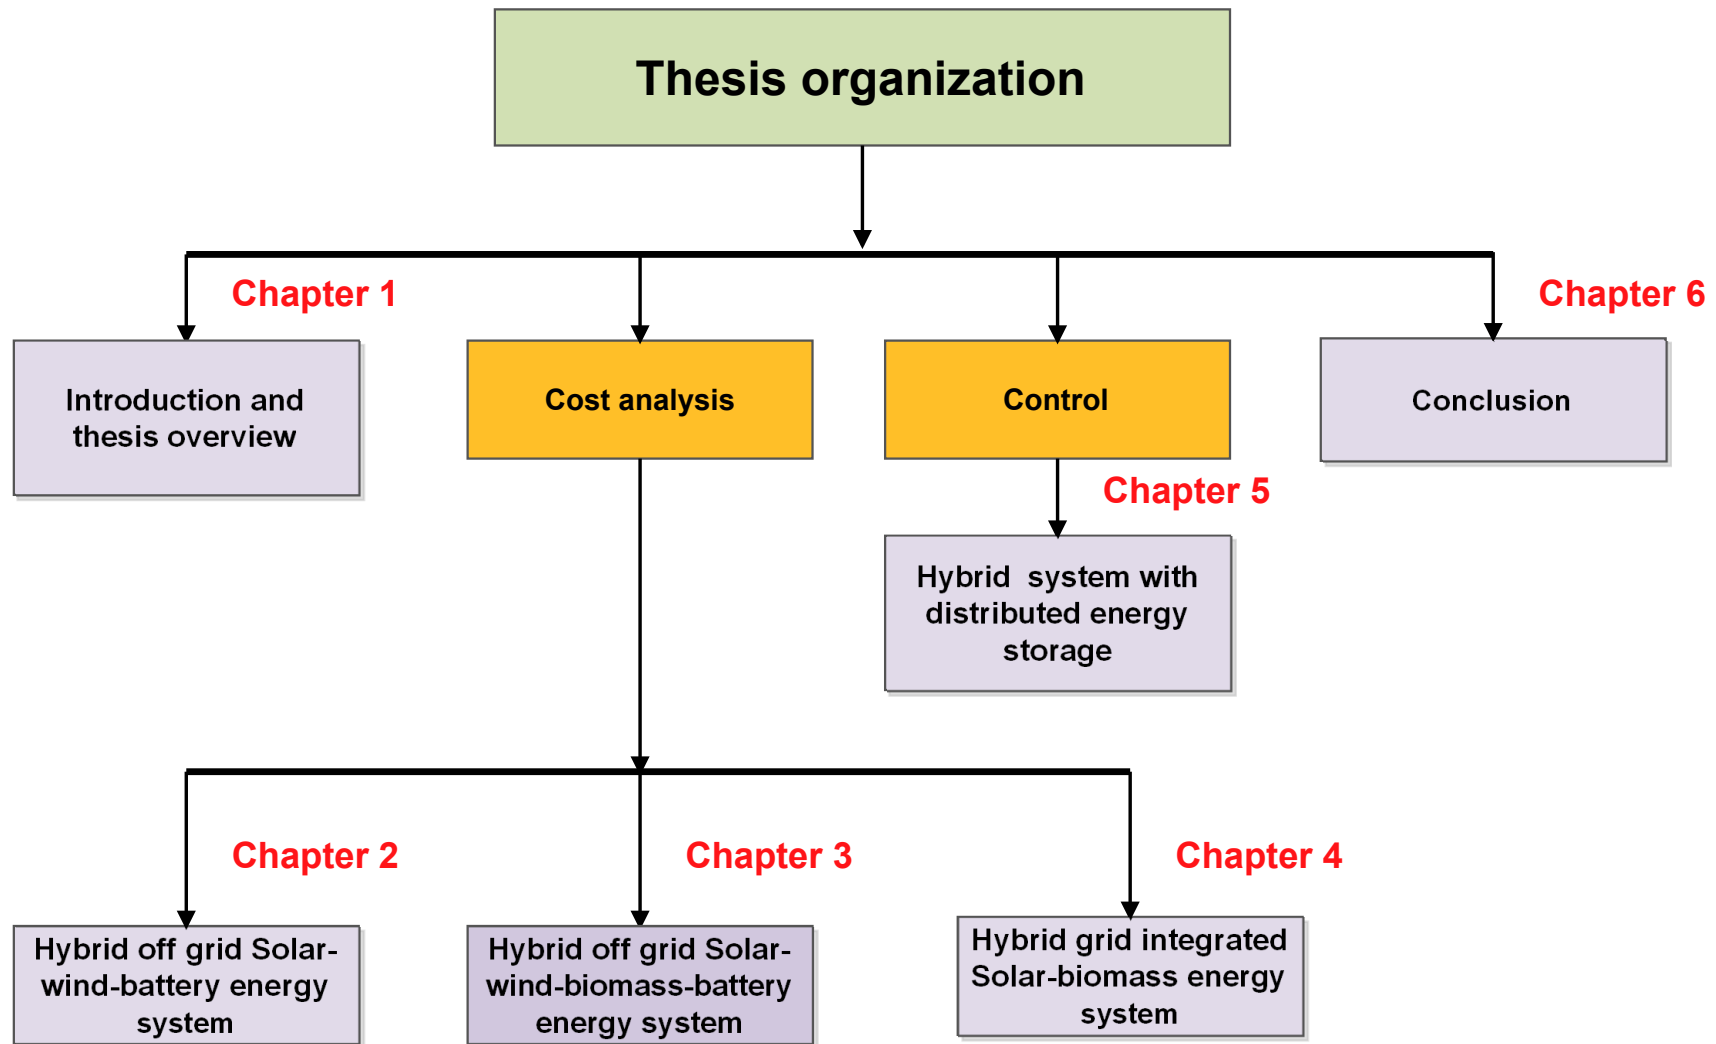 Thesis organization
Chapter 1
Chapter 6
Introduction and
thesis overview
Cost analysis
Control
Conclusion
Chapter 5
Hybrid system with
distributed energy
storage
Chapter 2
Chapter 3
Chapter 4
Hybrid off grid Solar-
wind-battery energy
system
Hybrid off grid Solar-
wind-biomass-battery
energy system
Hybrid grid integrated
Solar-biomass energy
system